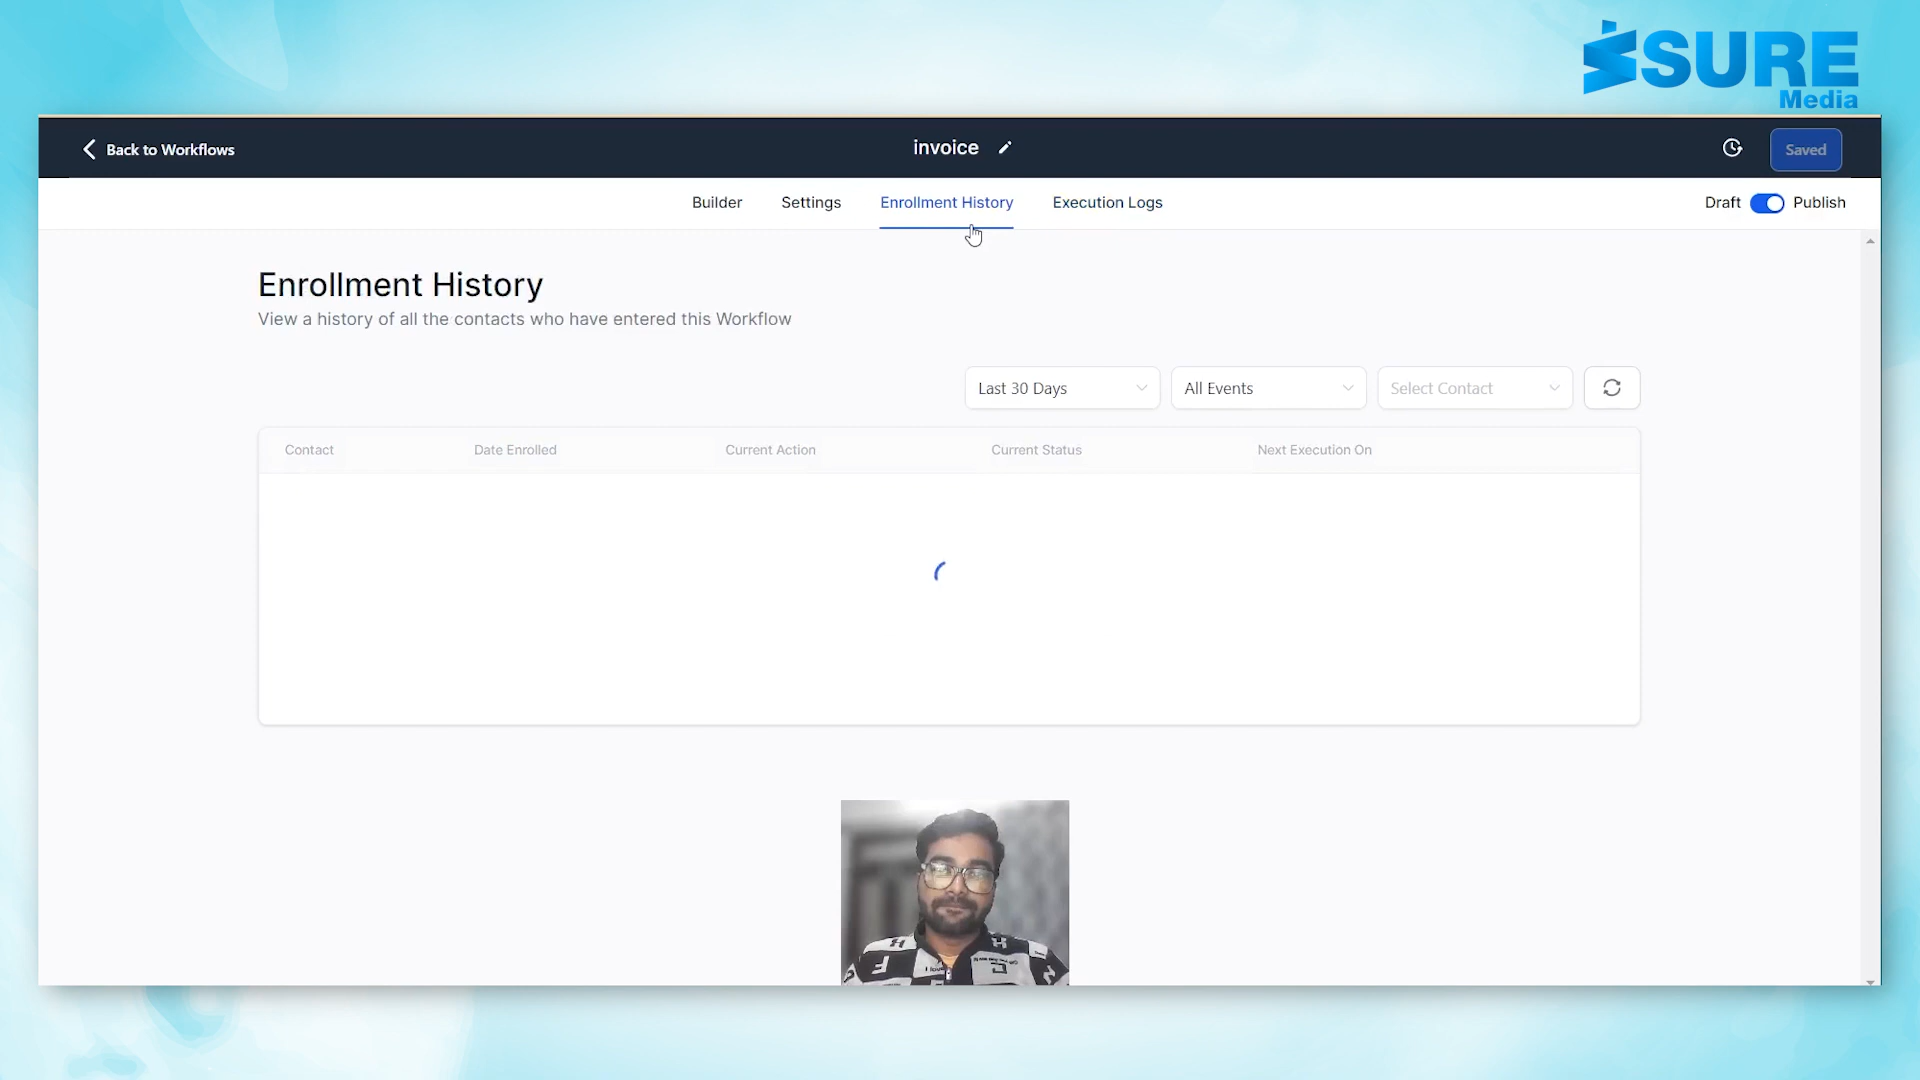 SURE
Media
Back to Workflows
invoice
Saved
Builder
Settings
Enrollment History
Execution Logs
Draft
Publish
Enrollment History
View a history of all the contacts who have entered this Workflow
Last 30 Days
All Events
Select Contact
Contact
Date Enrolled
Current Action
Current Status
Next Execution On